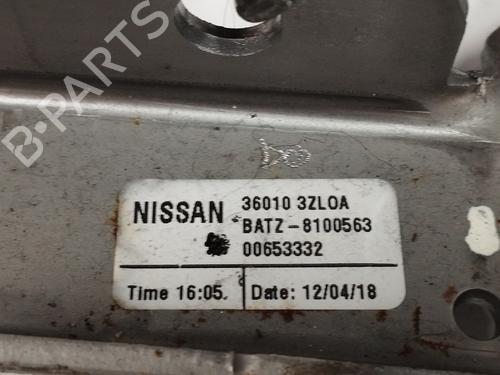 B-PARTS
NISSAN
36010 3ZL0A
BATZ-8100563
00653332
Time 16:05.
Date: 12/04/18